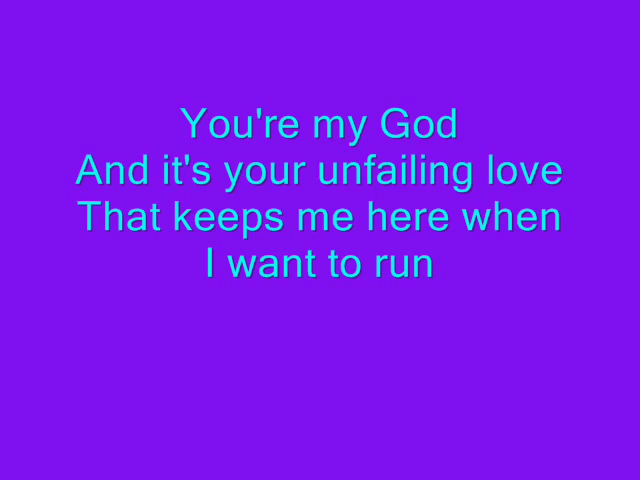 You're my God
And it's your unfailing love
That keeps me here when
I want to run